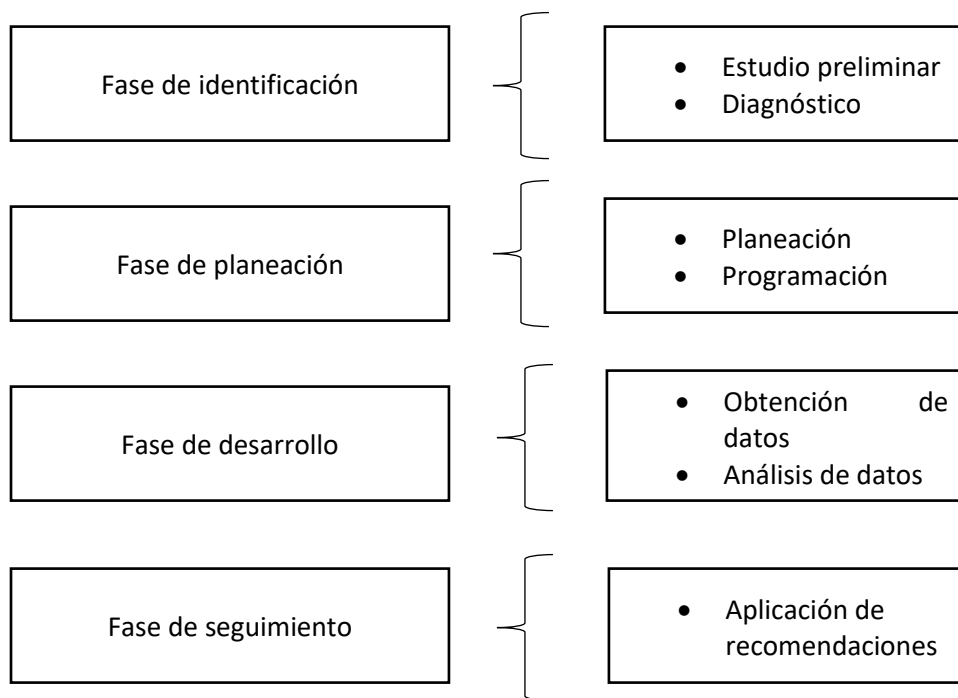 Fase de identificación
• Estudio preliminar
• Diagnóstico
Fase de planeación
• Planeación
• Programación
Fase de desarrollo
• Obtención de
datos
• Análisis de datos
Fase de seguimiento
• Aplicación de
recomendaciones